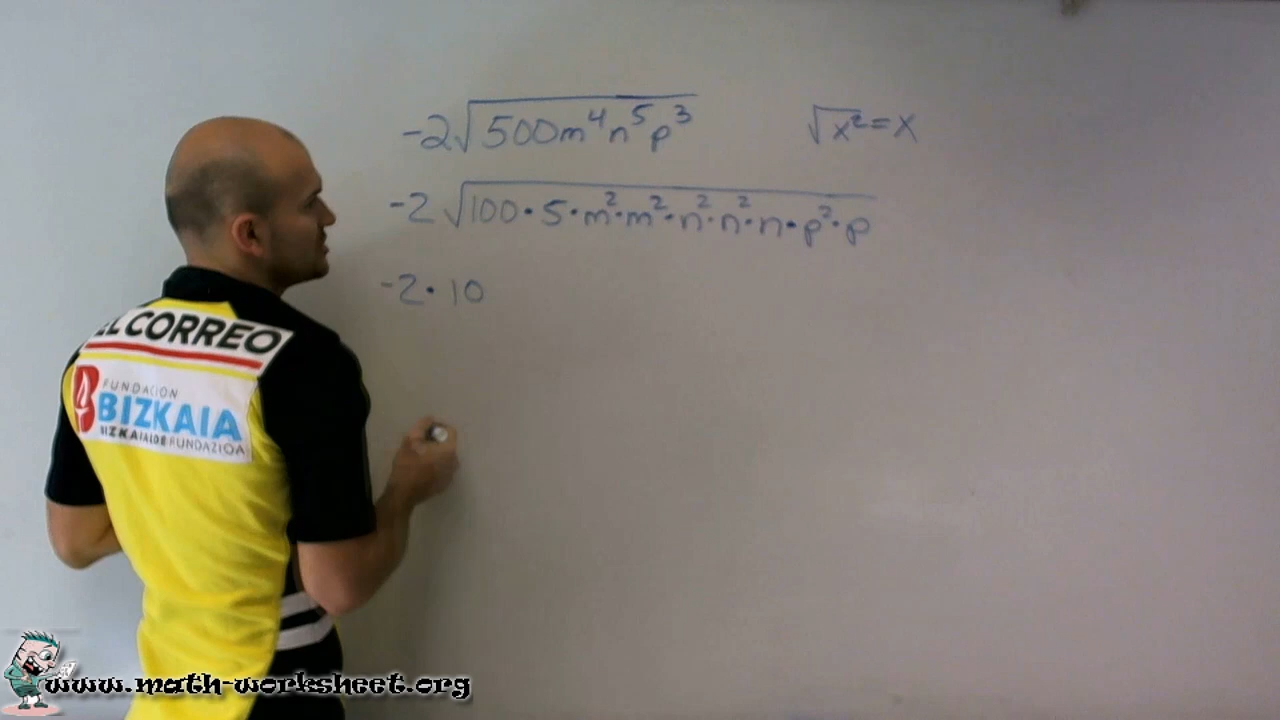 -2√500m⁴n⁵p³
√x² = x
-2√100·5·m²·m²·n²·n²·n·p²·p
-2·10
EL CORREO
FUNDACION
BIZKAIA
BIZKAIALDE FUNDAZIOA
www.math-worksheet.org